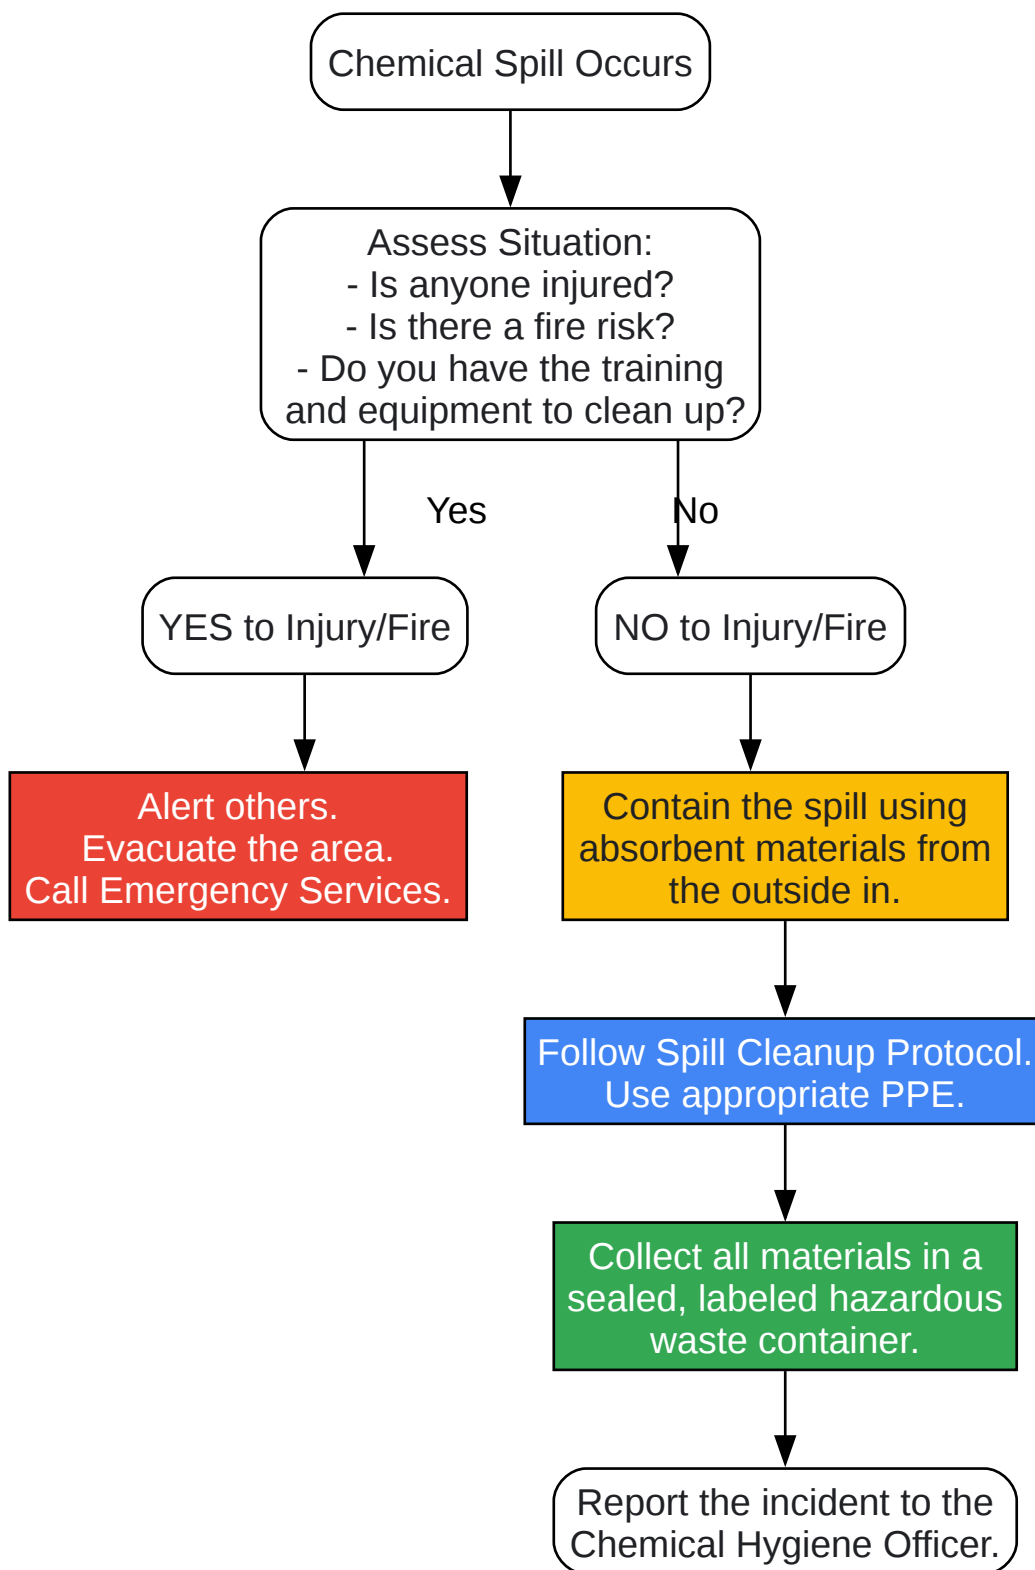 Chemical Spill Occurs
Assess Situation:
- Is anyone injured?
- Is there a fire risk?
- Do you have the training
and equipment to clean up?
Yes
No
YES to Injury/Fire
NO to Injury/Fire
Alert others.
Evacuate the area.
Call Emergency Services.
Contain the spill using
absorbent materials from
the outside in.
Follow Spill Cleanup Protocol.
Use appropriate PPE.
Collect all materials in a
sealed, labeled hazardous
waste container.
Report the incident to the
Chemical Hygiene Officer.